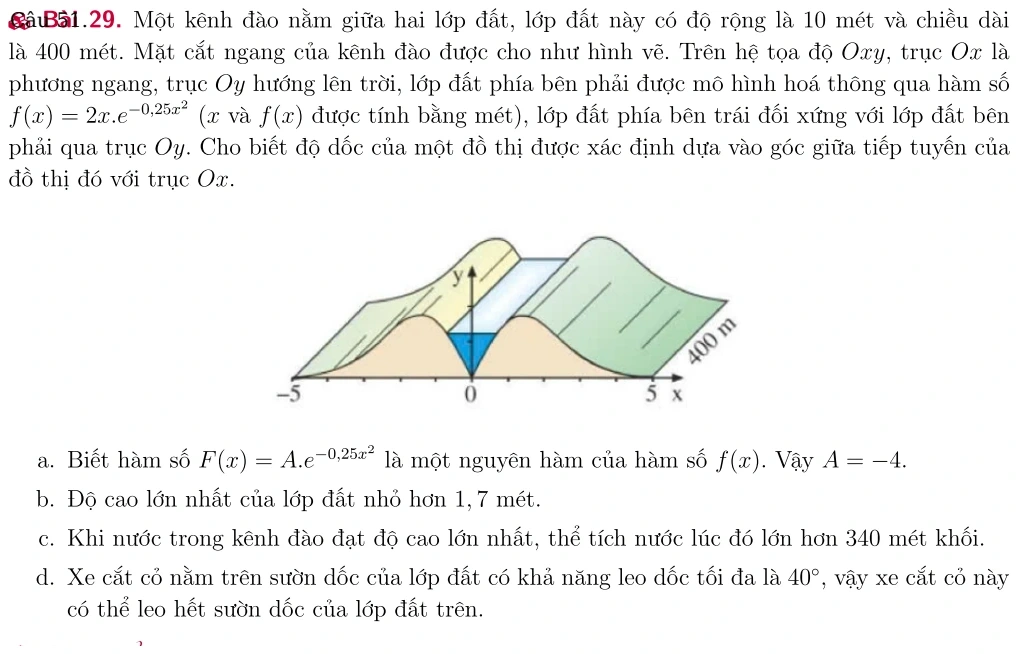 Câu 51. Bài.29. Một kênh đào nằm giữa hai lớp đất, lớp đất này có độ rộng là 10 mét và chiều dài
là 400 mét. Mặt cắt ngang của kênh đào được cho như hình vẽ. Trên hệ tọa độ Oxy, trục Ox là
phương ngang, trục Oy hướng lên trời, lớp đất phía bên phải được mô hình hoá thông qua hàm số
f(x) = 2x.e^{-0,25x^2} (x và f(x) được tính bằng mét), lớp đất phía bên trái đối xứng với lớp đất bên
phải qua trục Oy. Cho biết độ dốc của một đồ thị được xác định dựa vào góc giữa tiếp tuyến của
đồ thị đó với trục Ox.
y
400 m
-5 0 5 x
a. Biết hàm số F(x) = A.e^{-0,25x^2} là một nguyên hàm của hàm số f(x). Vậy A = -4.
b. Độ cao lớn nhất của lớp đất nhỏ hơn 1, 7 mét.
c. Khi nước trong kênh đào đạt độ cao lớn nhất, thể tích nước lúc đó lớn hơn 340 mét khối.
d. Xe cắt cỏ nằm trên sườn dốc của lớp đất có khả năng leo dốc tối đa là 40°, vậy xe cắt cỏ này
có thể leo hết sườn dốc của lớp đất trên.